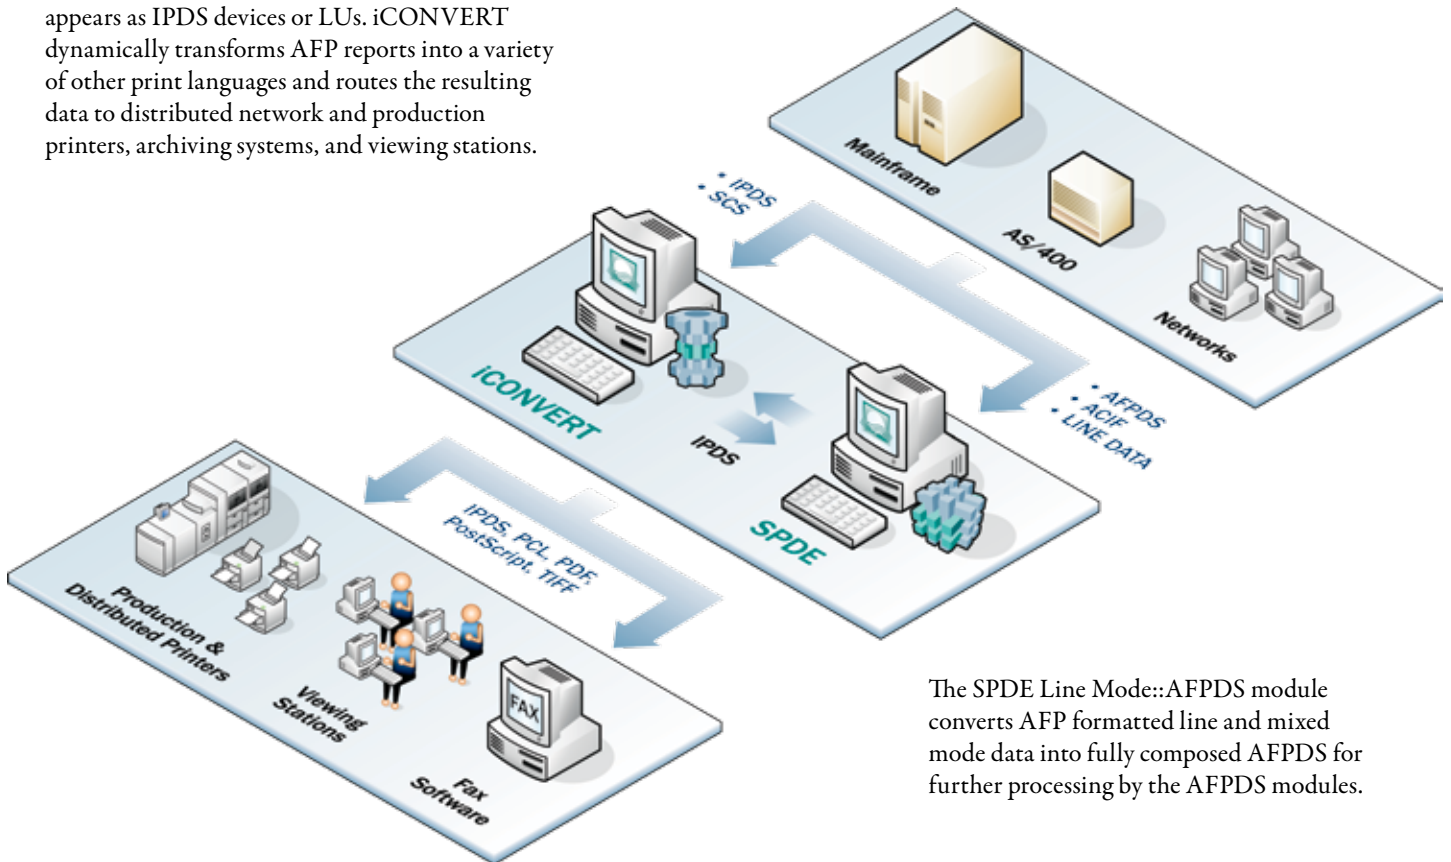 appears as IPDS devices or LUs. iCONVERT
dynamically transforms AFP reports into a variety
of other print languages and routes the resulting
data to distributed network and production
printers, archiving systems, and viewing stations.
Mainframe
AS/400
Networks
• IPDS
• SCS
• AFPDS
• ACIF
• LINE DATA
iCONVERT
IPDS
SPDE
IPDS, PCL, PDF,
PostScript, TIFF
Production &
Distributed Printers
Viewing
Stations
FAX
Fax
Software
The SPDE Line Mode::AFPDS module
converts AFP formatted line and mixed
mode data into fully composed AFPDS for
further processing by the AFPDS modules.